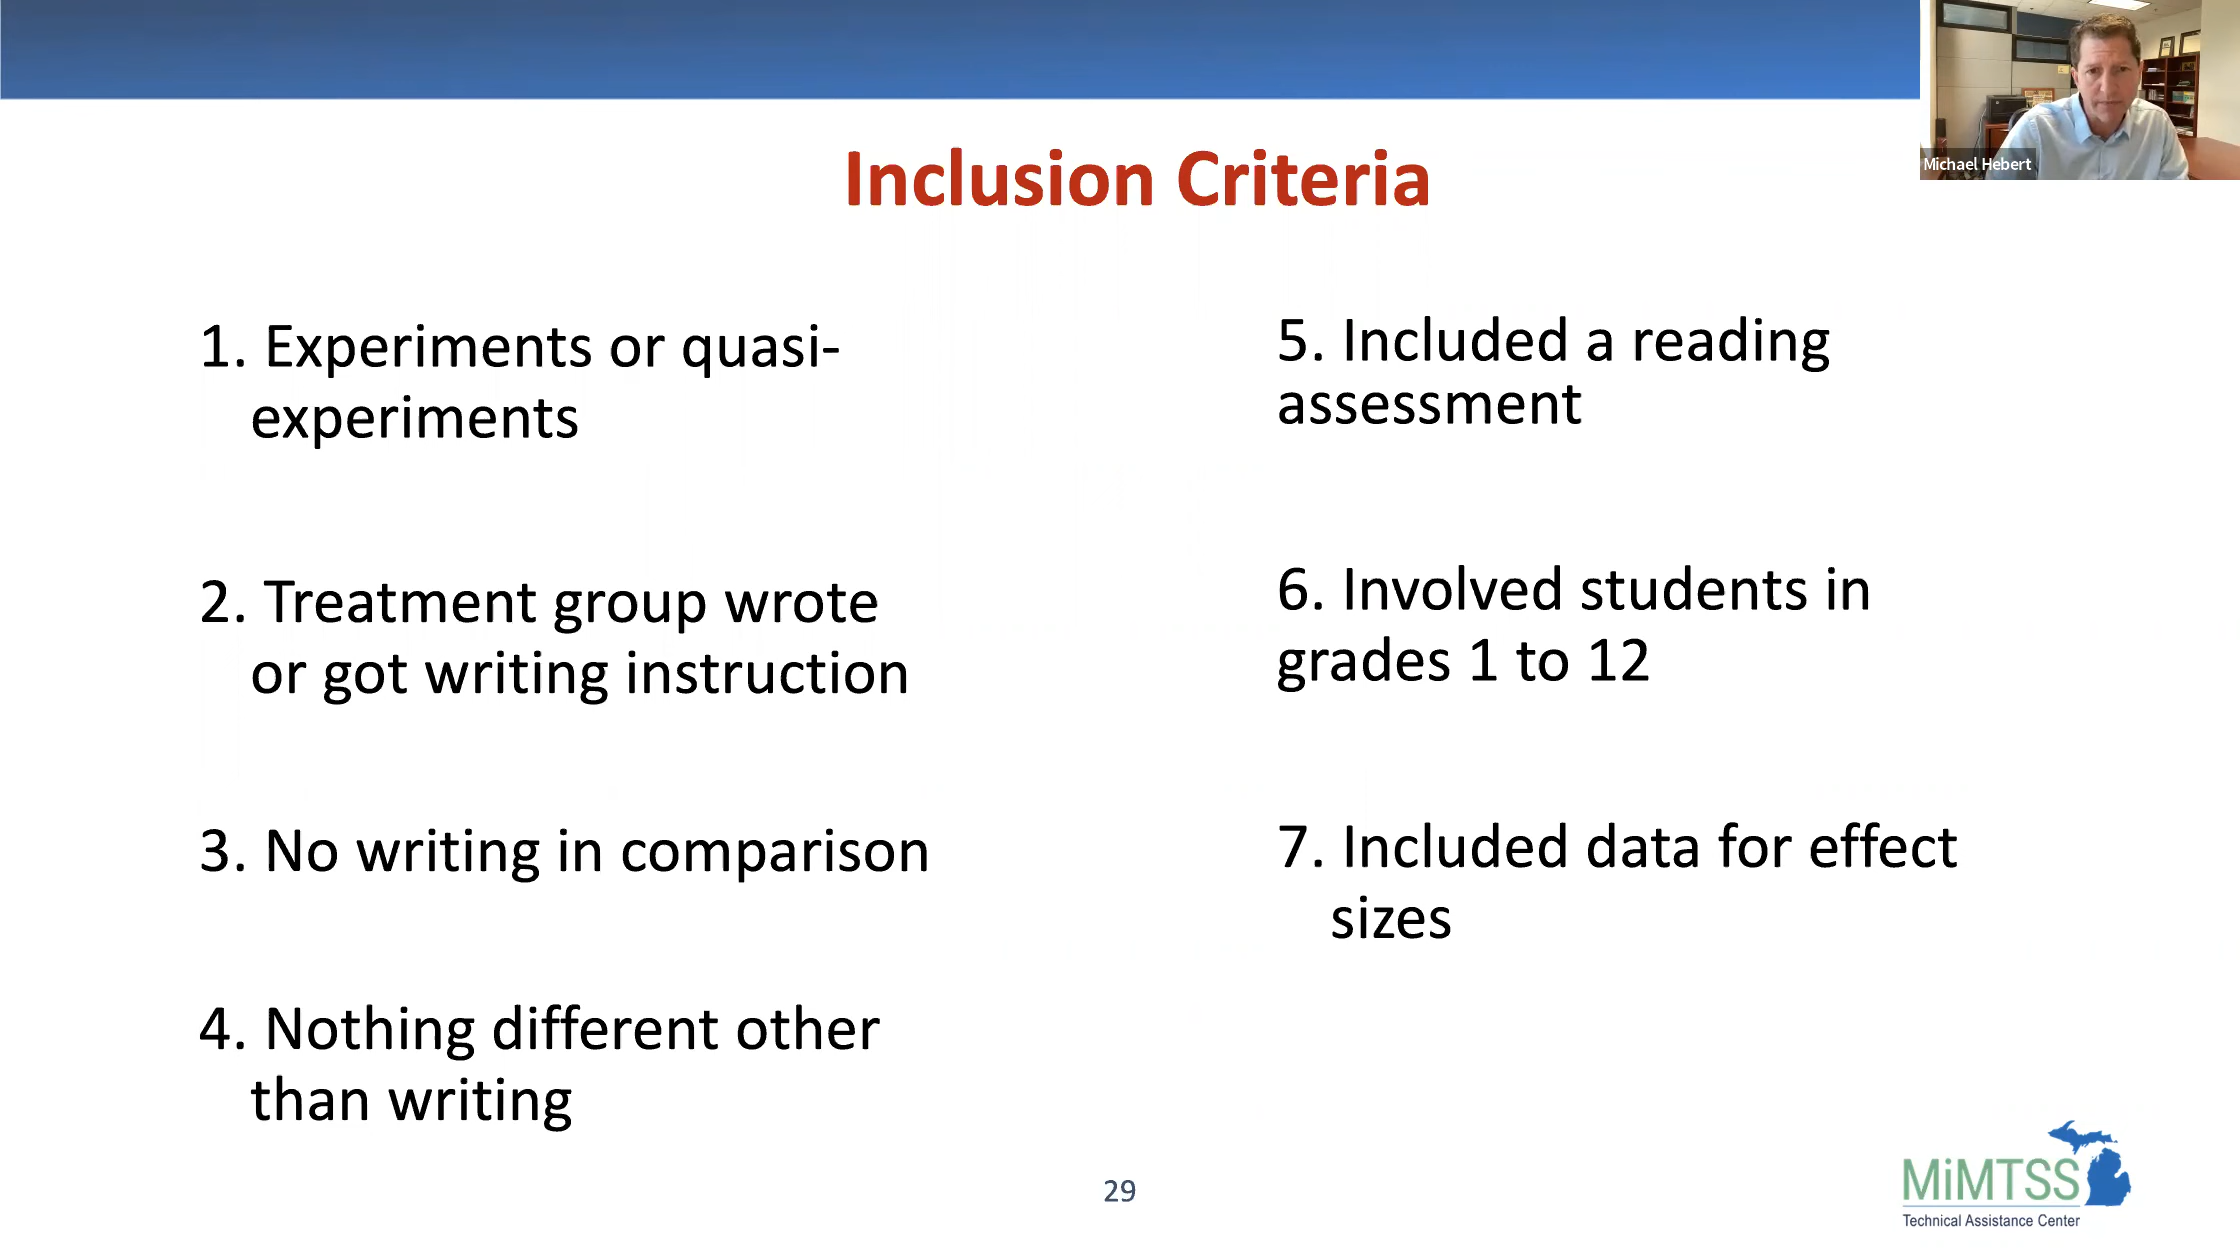 Michael Hebert
Inclusion Criteria
1. Experiments or quasi-
experiments
2. Treatment group wrote
or got writing instruction
3. No writing in comparison
4. Nothing different other
than writing
5. Included a reading
assessment
6. Involved students in
grades 1 to 12
7. Included data for effect
sizes
29
MiMTSS
Technical Assistance Center